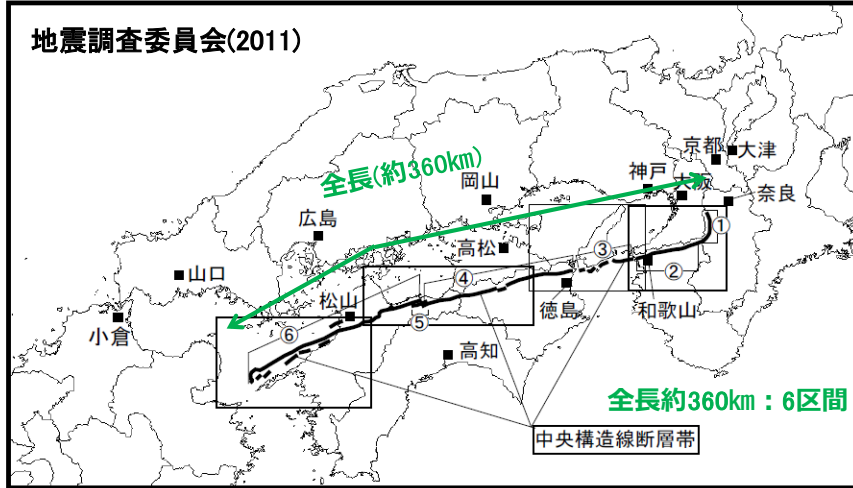 地震調査委員会(2011)
京都
大津
全長(約360km)
神戸
大阪
奈良
岡山
広島
①
高松
③
②
山口
④
松山
徳島
和歌山
小倉
⑥
⑤
高知
全長約360km：6区間
中央構造線断層帯